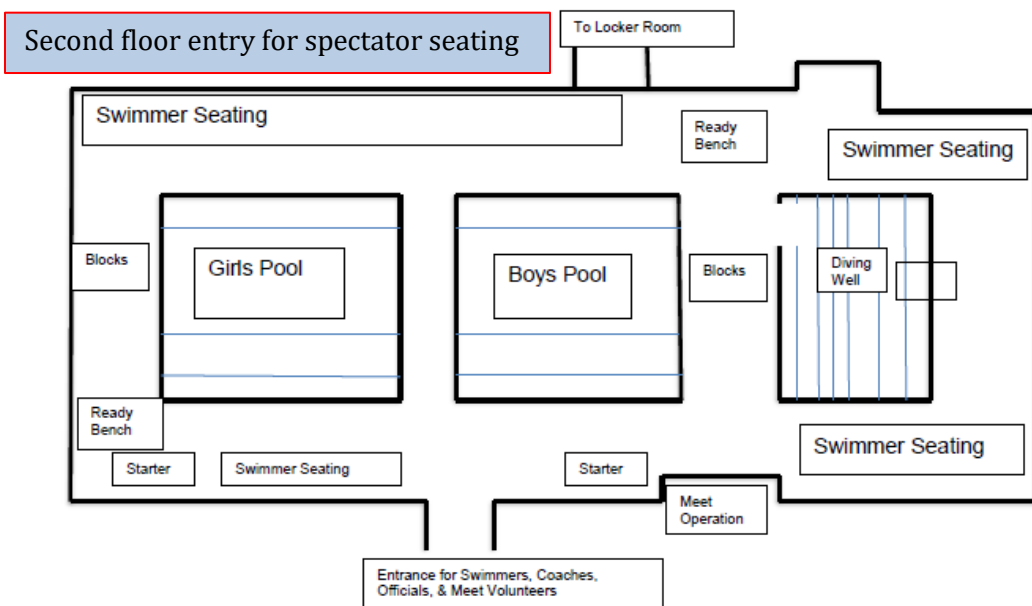 Second floor entry for spectator seating
To Locker Room
Swimmer Seating
Ready
Bench
Swimmer Seating
Blocks
Girls Pool
Boys Pool
Blocks
Diving
Well
Ready
Bench
Starter
Swimmer Seating
Starter
Swimmer Seating
Meet
Operation
Entrance for Swimmers, Coaches,
Officials, & Meet Volunteers